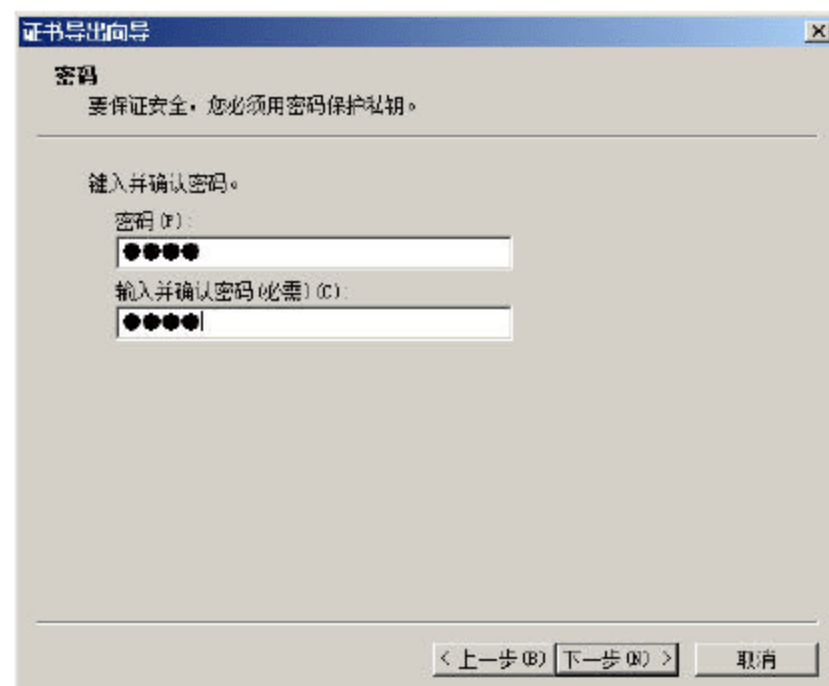 证书导出向导
密码
要保证安全，您必须用密码保护私钥。
键入并确认密码。
密码(P):
●●●●
输入并确认密码(必需)(C):
●●●●
< 上一步(B) 下一步(N) > 取消